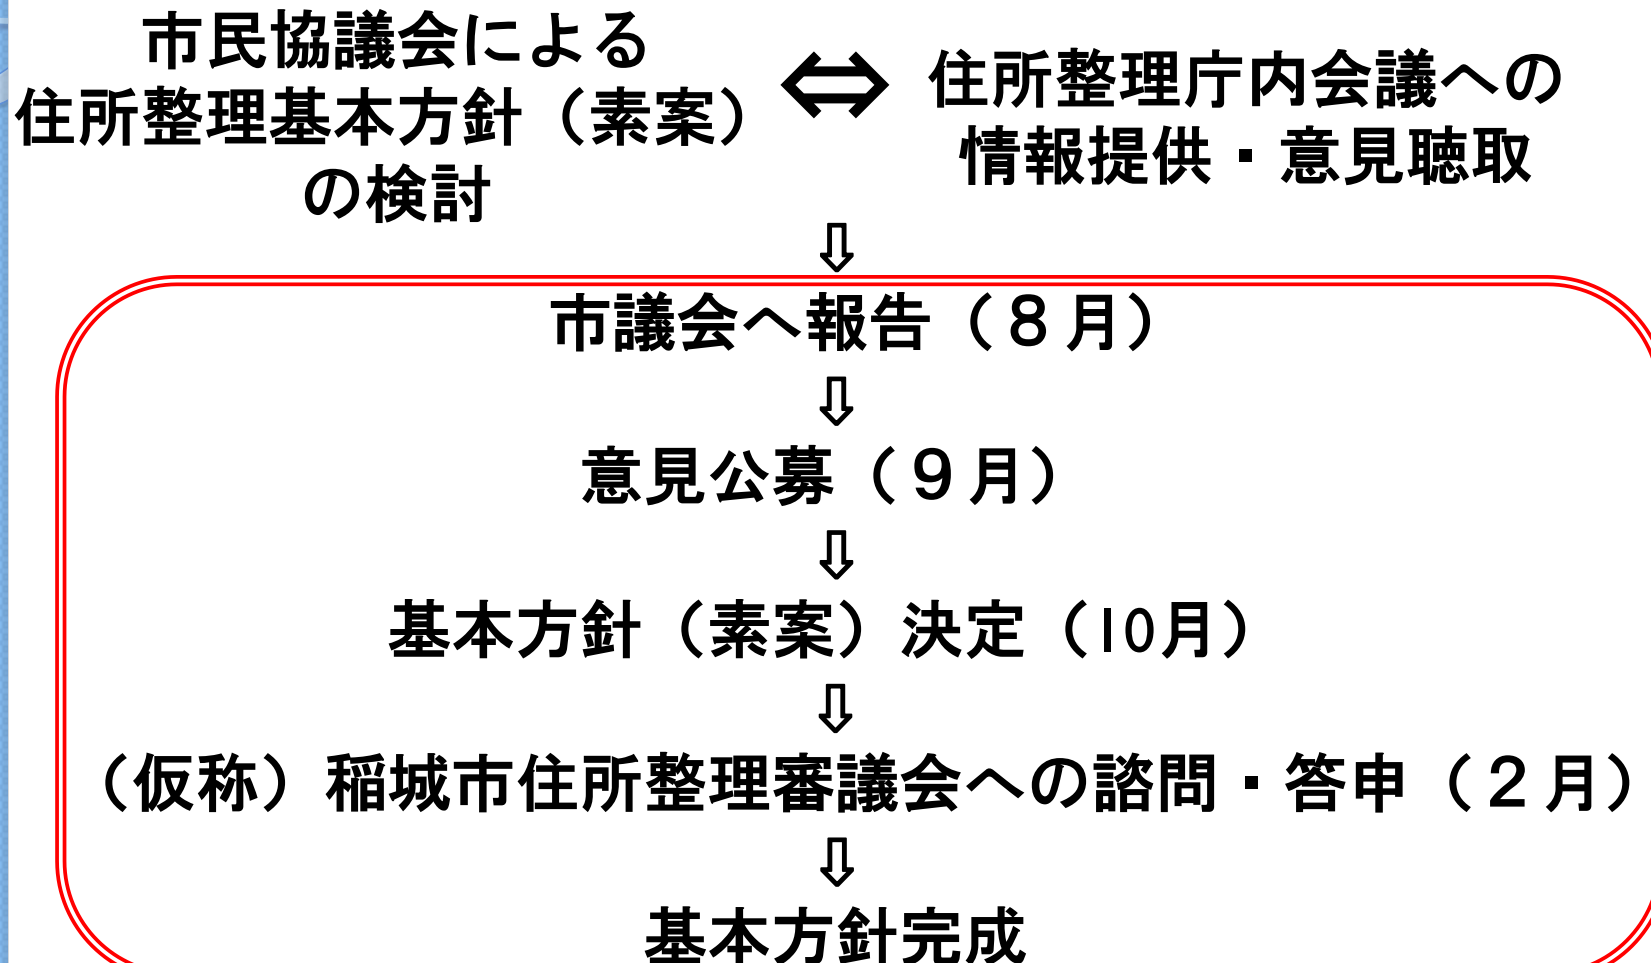 市民協議会による
住所整理基本方針（素案）
の検討
⇔
住所整理庁内会議への
情報提供・意見聴取
⇩
市議会へ報告（８月）
⇩
意見公募（９月）
⇩
基本方針（素案）決定（10月）
⇩
（仮称）稲城市住所整理審議会への諮問・答申（２月）
⇩
基本方針完成